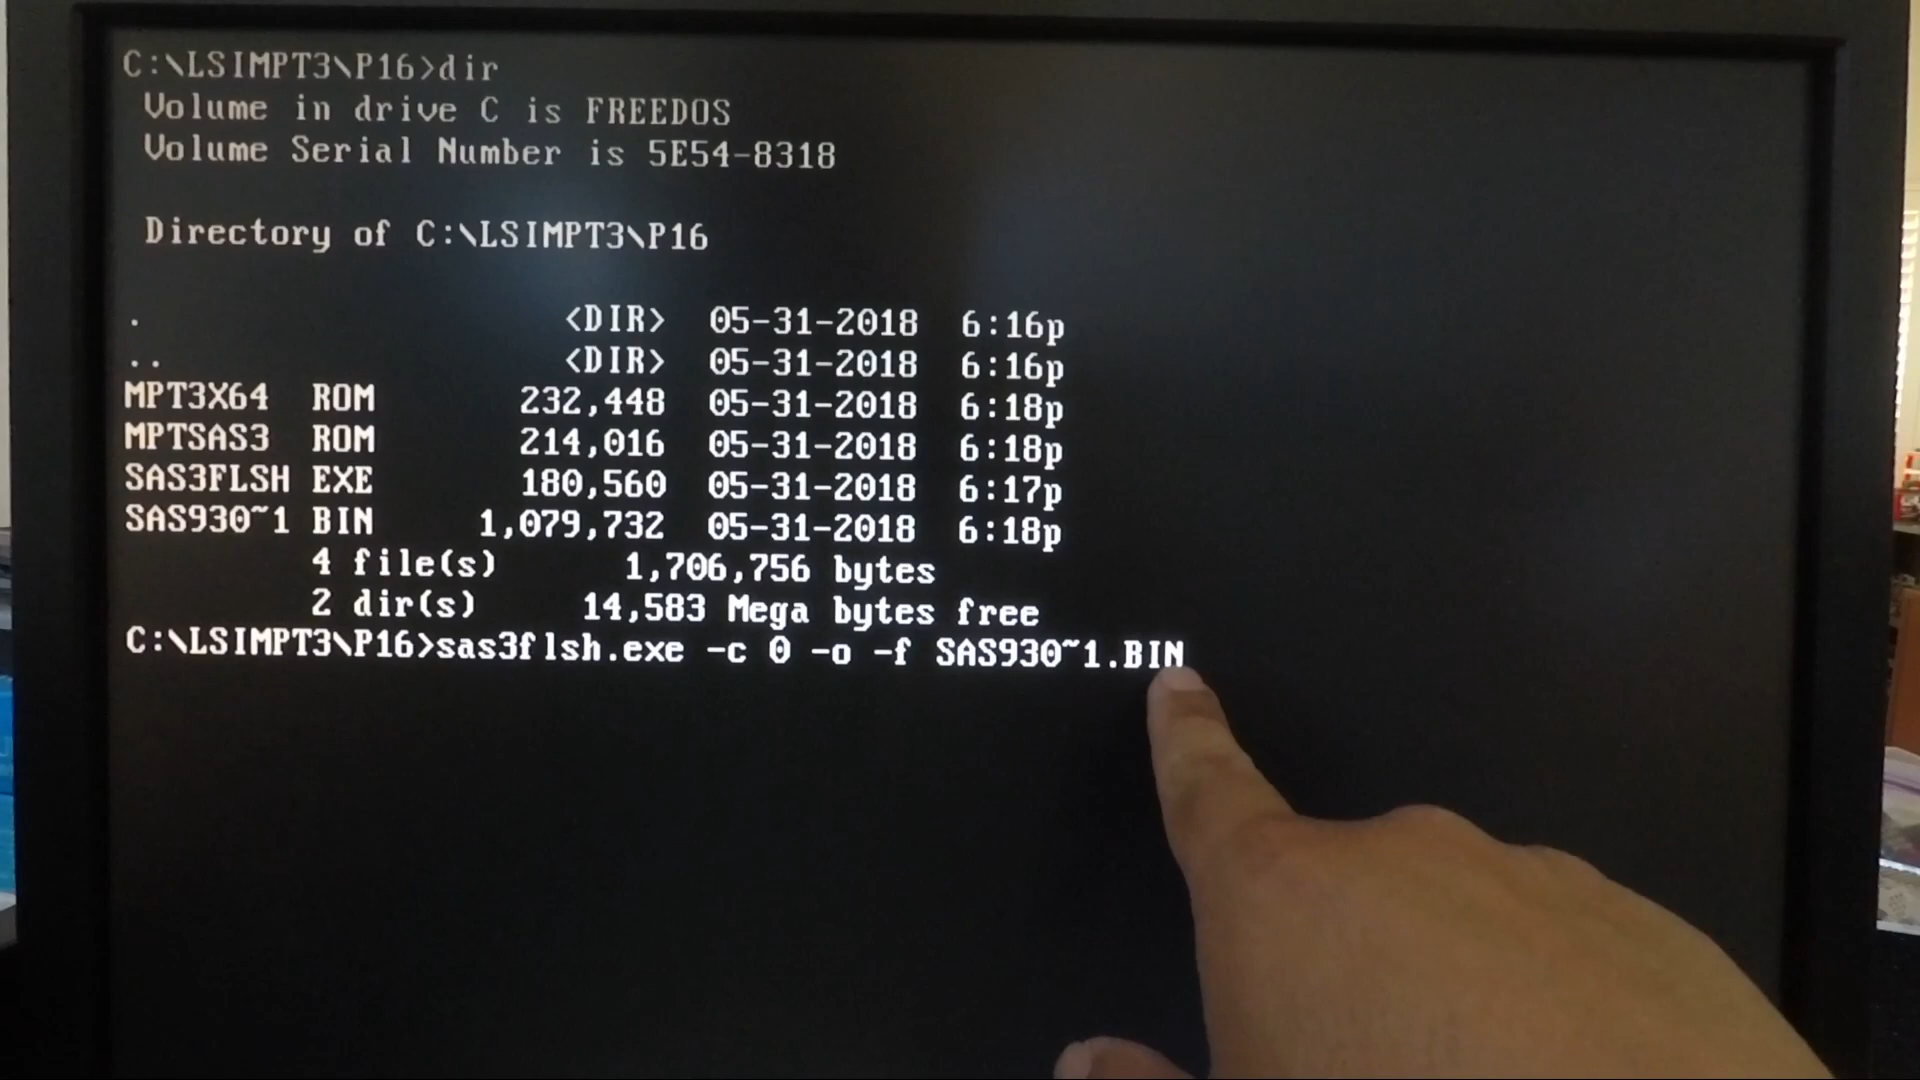 C:\LSIMPT3\P16>dir
Volume in drive C is FREEDOS
Volume Serial Number is 5E54-8318
Directory of C:\LSIMPT3\P16
. <DIR> 05-31-2018 6:16p
.. <DIR> 05-31-2018 6:16p
MPT3X64 ROM 232,448 05-31-2018 6:18p
MPTSAS3 ROM 214,016 05-31-2018 6:18p
SAS3FLSH EXE 180,560 05-31-2018 6:17p
SAS930~1 BIN 1,079,732 05-31-2018 6:18p
4 file(s) 1,706,756 bytes
2 dir(s) 14,583 Mega bytes free
C:\LSIMPT3\P16>sas3flsh.exe -c 0 -o -f SAS930~1.BIN